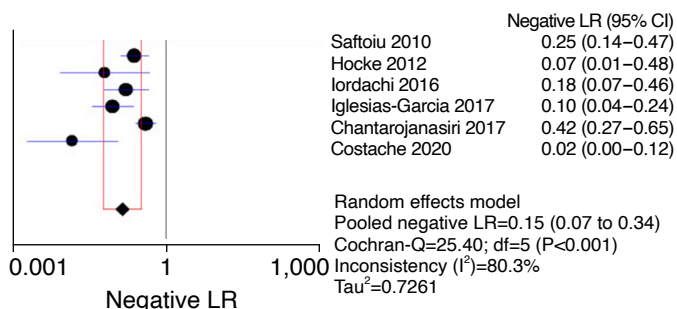 Negative LR (95% CI)
Saftoiu 2010 0.25 (0.14–0.47)
Hocke 2012 0.07 (0.01–0.48)
Iordachi 2016 0.18 (0.07–0.46)
Iglesias-Garcia 2017 0.10 (0.04–0.24)
Chantarojanasiri 2017 0.42 (0.27–0.65)
Costache 2020 0.02 (0.00–0.12)
Random effects model
Pooled negative LR=0.15 (0.07 to 0.34)
Cochran-Q=25.40; df=5 (P<0.001)
Inconsistency (I²)=80.3%
Tau²=0.7261
0.001 1 1,000
Negative LR